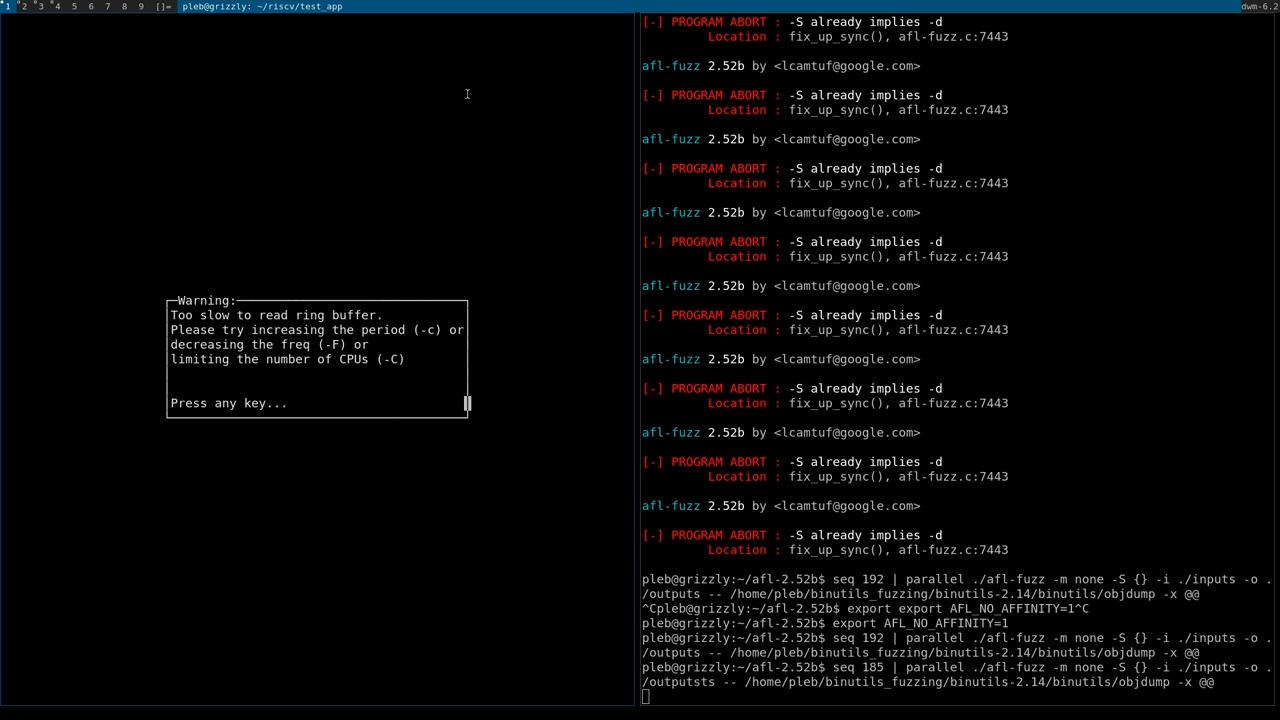 1 2 3 4 5 6 7 8 9 []= pleb@grizzly: ~/riscv/test_app dwm-6.2
Warning:
Too slow to read ring buffer.
Please try increasing the period (-c) or
decreasing the freq (-F) or
limiting the number of CPUs (-C)
Press any key...
[-] PROGRAM ABORT : -S already implies -d
Location : fix_up_sync(), afl-fuzz.c:7443
afl-fuzz 2.52b by <lcamtuf@google.com>
[-] PROGRAM ABORT : -S already implies -d
Location : fix_up_sync(), afl-fuzz.c:7443
afl-fuzz 2.52b by <lcamtuf@google.com>
[-] PROGRAM ABORT : -S already implies -d
Location : fix_up_sync(), afl-fuzz.c:7443
afl-fuzz 2.52b by <lcamtuf@google.com>
[-] PROGRAM ABORT : -S already implies -d
Location : fix_up_sync(), afl-fuzz.c:7443
afl-fuzz 2.52b by <lcamtuf@google.com>
[-] PROGRAM ABORT : -S already implies -d
Location : fix_up_sync(), afl-fuzz.c:7443
afl-fuzz 2.52b by <lcamtuf@google.com>
[-] PROGRAM ABORT : -S already implies -d
Location : fix_up_sync(), afl-fuzz.c:7443
afl-fuzz 2.52b by <lcamtuf@google.com>
[-] PROGRAM ABORT : -S already implies -d
Location : fix_up_sync(), afl-fuzz.c:7443
afl-fuzz 2.52b by <lcamtuf@google.com>
[-] PROGRAM ABORT : -S already implies -d
Location : fix_up_sync(), afl-fuzz.c:7443
pleb@grizzly:~/afl-2.52b$ seq 192 | parallel ./afl-fuzz -m none -S {} -i ./inputs -o .
/outputs -- /home/pleb/binutils_fuzzing/binutils-2.14/binutils/objdump -x @@
^Cpleb@grizzly:~/afl-2.52b$ export export AFL_NO_AFFINITY=1^C
pleb@grizzly:~/afl-2.52b$ export AFL_NO_AFFINITY=1
pleb@grizzly:~/afl-2.52b$ seq 192 | parallel ./afl-fuzz -m none -S {} -i ./inputs -o .
/outputs -- /home/pleb/binutils_fuzzing/binutils-2.14/binutils/objdump -x @@
pleb@grizzly:~/afl-2.52b$ seq 185 | parallel ./afl-fuzz -m none -S {} -i ./inputs -o .
/outputsts -- /home/pleb/binutils_fuzzing/binutils-2.14/binutils/objdump -x @@